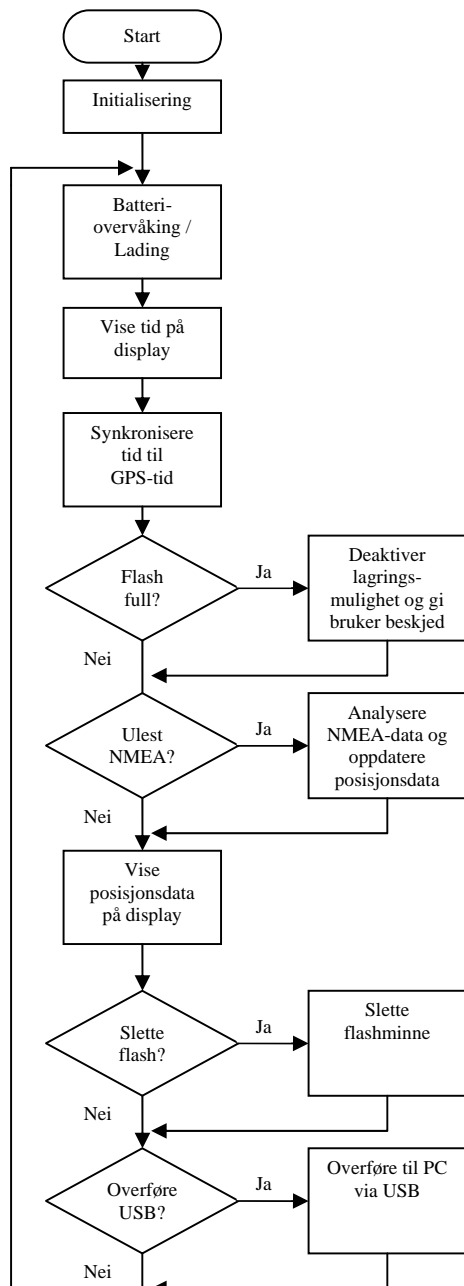 Start
Initialisering
Batteri-
overvåking /
Lading
Vise tid på
display
Synkronisere
tid til
GPS-tid
Flash
full?
Ja
Deaktiver
lagrings-
mulighet og gi
bruker beskjed
Nei
Ulest
NMEA?
Ja
Analysere
NMEA-data og
oppdatere
posisjonsdata
Nei
Vise
posisjonsdata
på display
Slette
flash?
Ja
Slette
flashminne
Nei
Overføre
USB?
Ja
Overføre til PC
via USB
Nei